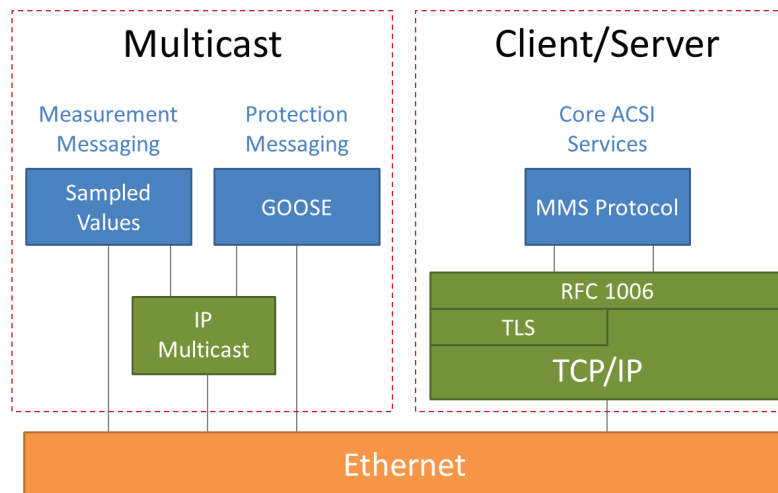 Multicast
Client/Server
Measurement
Messaging
Protection
Messaging
Core ACSI
Services
Sampled
Values
GOOSE
MMS Protocol
IP
Multicast
RFC 1006
TLS
TCP/IP
Ethernet